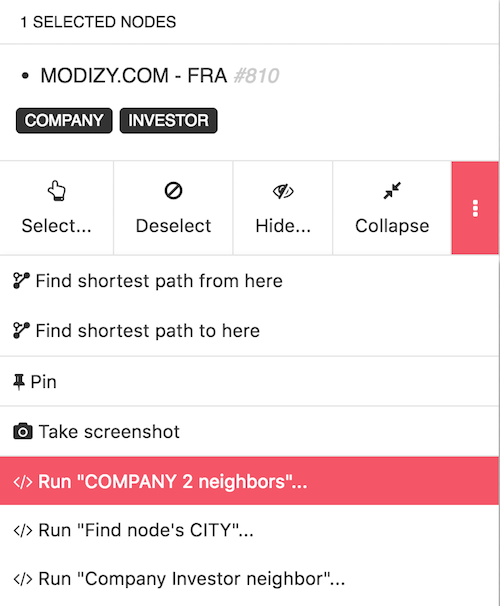 1 SELECTED NODES
• MODIZY.COM - FRA #810
COMPANY INVESTOR
Select... Deselect Hide... Collapse
Find shortest path from here
Find shortest path to here
Pin
Take screenshot
</> Run "COMPANY 2 neighbors"...
</> Run "Find node's CITY"...
</> Run "Company Investor neighbor"...